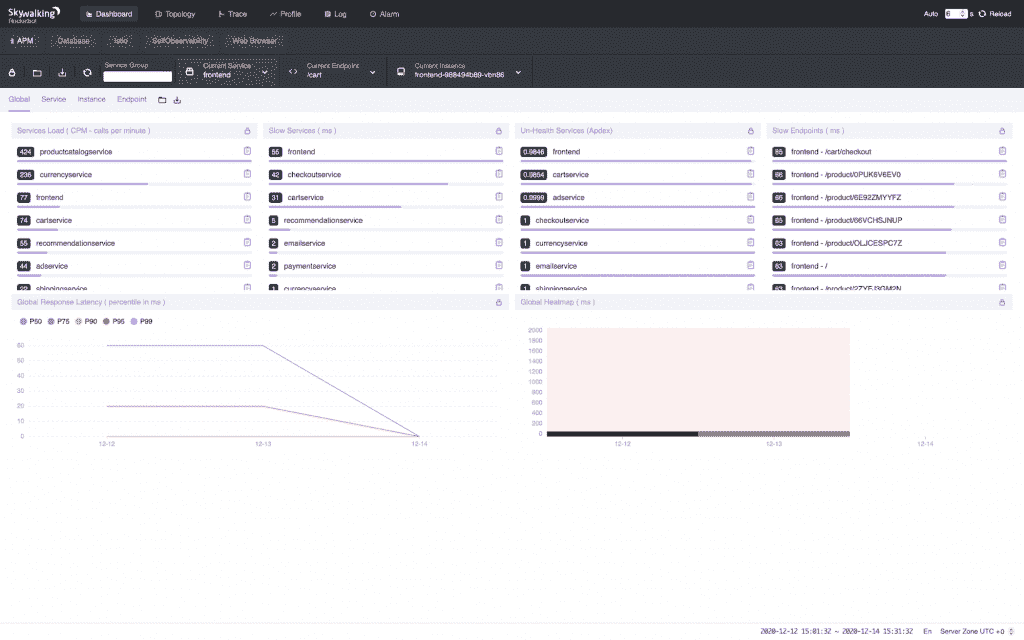 Skywalking
Rocketbot
Dashboard
Topology
Trace
Profile
Log
Alarm
Auto 6 s Reload
APM
Database
Istio
SelfObservability
Web Browser
Service Group
Current Service
frontend
Current Endpoint
/cart
Current Instance
Global
Service
Instance
Endpoint
Services Load ( CPM - calls per minute )
424 productcatalogservice
236 currencyservice
77 frontend
74 cartservice
55 recommendationservice
44 adservice
shippingservice
Slow Services ( ms )
frontend
42 checkoutservice
31 cartservice
5 recommendationservice
2 emailservice
2 paymentservice
1 currencyservice
Un-Health Services (Apdex)
0.9846 frontend
0.9854 cartservice
0.9999 adservice
1 checkoutservice
1 currencyservice
1 emailservice
1 shippingservice
Slow Endpoints ( ms )
frontend - /cart/checkout
66 frontend - /product/0PUK6V6EV0
frontend - /product/6E92ZMYYFZ
65 frontend - /product/66VCHSJNUP
63 frontend - /product/OLJCESPC7Z
63 frontend - /
frontend - /product/2ZYFJ3GM2N
Global Response Latency ( percentile in ms )
P50
P75
P90
P95
P99
60
50
40
30
20
10
0
12-12
12-13
12-14
Global Heatmap ( ms )
2000
1800
1600
1400
1200
1000
800
600
400
200
0
12-12
12-13
12-14
2020-12-12 15:01:32 ~ 2020-12-14 15:31:32
En
Server Zone UTC +0